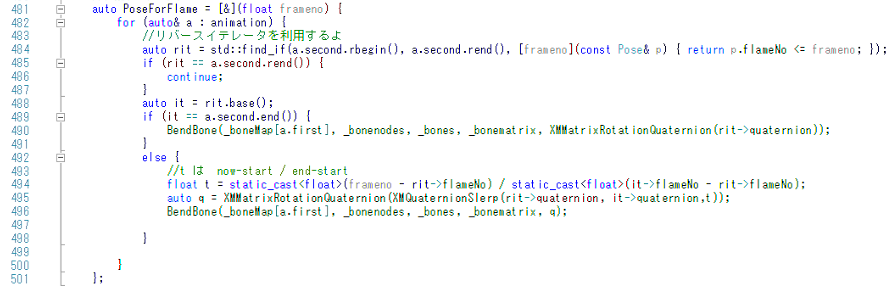 481 auto PoseForFlame = [&](float frameno) {
482 for (auto& a : animation) {
483 //リバースイテレータを利用するよ
484 auto rit = std::find_if(a.second.rbegin(), a.second.rend(), [frameno](const Pose& p) { return p.flameNo <= frameno; });
485 if (rit == a.second.rend()) {
486 continue;
487 }
488 auto it = rit.base();
489 if (it == a.second.end()) {
490 BendBone(_boneMap[a.first], _bonenodes, _bones, _bonematrix, XMMatrixRotationQuaternion(rit->quaternion));
491 }
492 else {
493 //t は now-start / end-start
494 float t = static_cast<float>(frameno - rit->flameNo) / static_cast<float>(it->flameNo - rit->flameNo);
495 auto q = XMMatrixRotationQuaternion(XMQuaternionSlerp(rit->quaternion, it->quaternion,t));
496 BendBone(_boneMap[a.first], _bonenodes, _bones, _bonematrix, q);
497
498 }
499
500 }
501 };